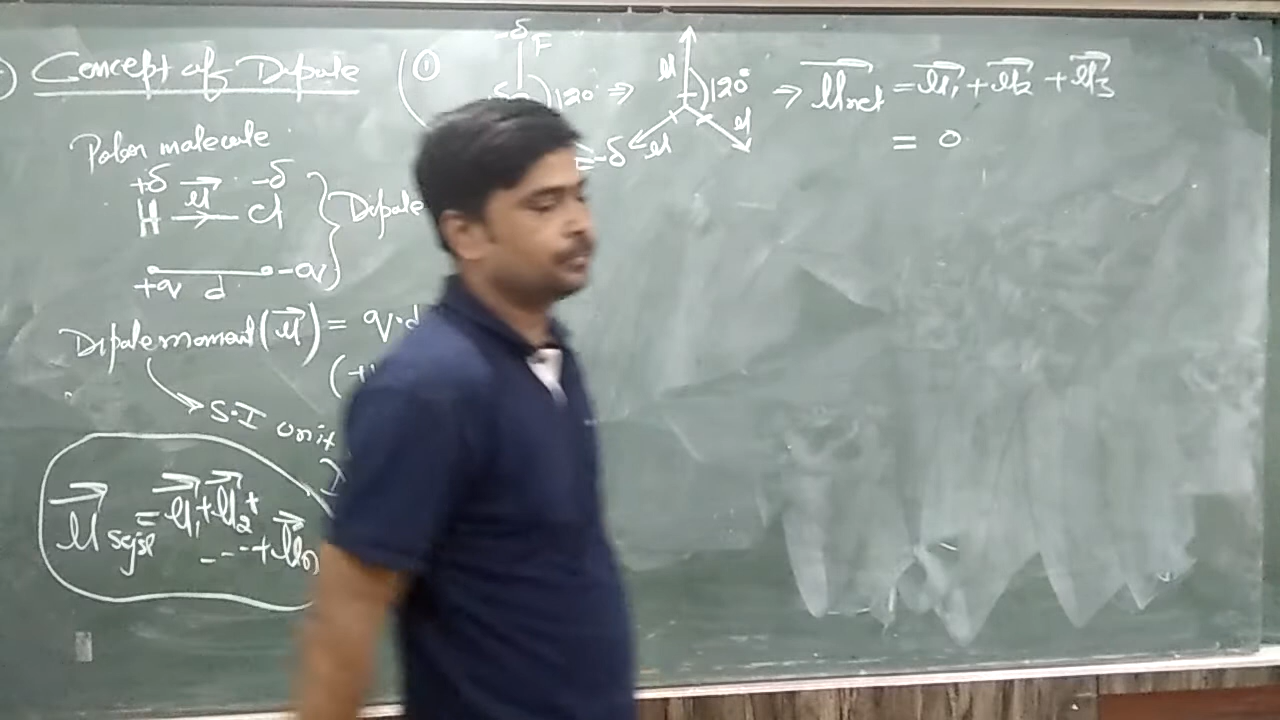 Concept of Dipole
Polar molecule
+δ μ -δ
H → Cl } Dipole
+q d -q
Dipole moment (μ) = q.d
(+
S.I unit
μ sys = μ1 + μ2 +
---- + μn
①
-δ
F
120° ⇒
-δ
μ 120°
μ μ
⇒ μnet = μ1 + μ2 + μ3
= 0